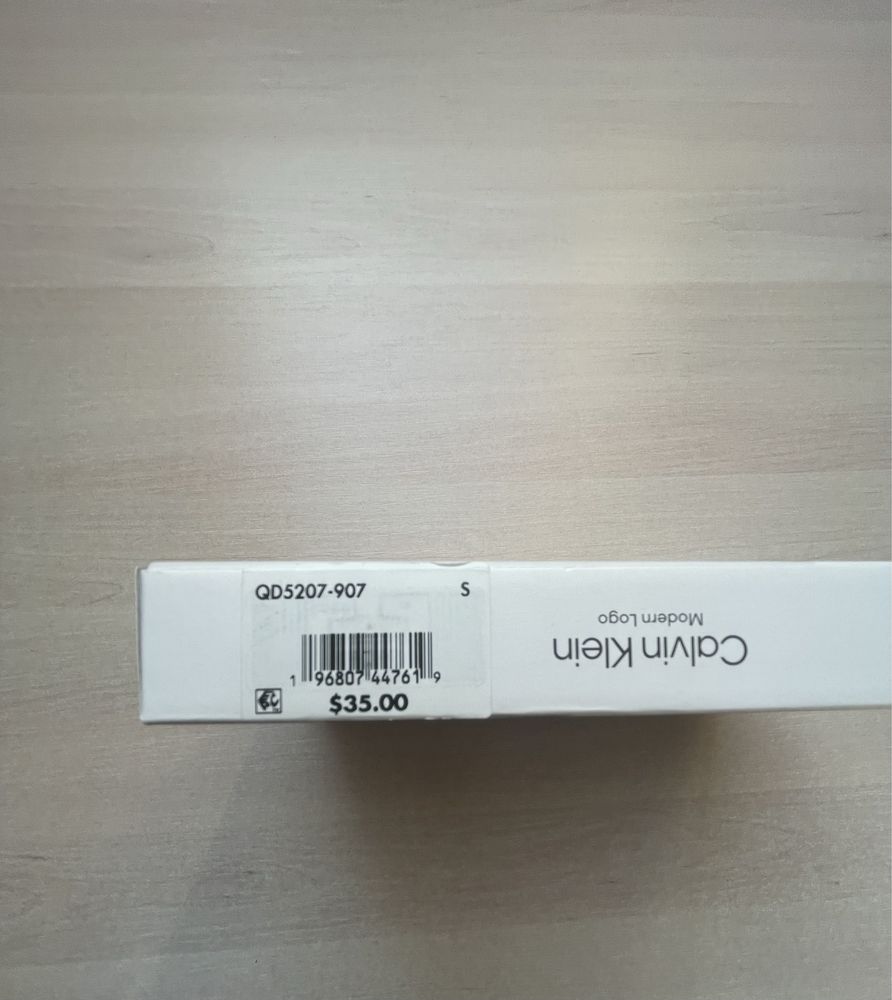 QD5207-907 S
1 96807 44761 9
$35.00
Calvin Klein
Modern Logo